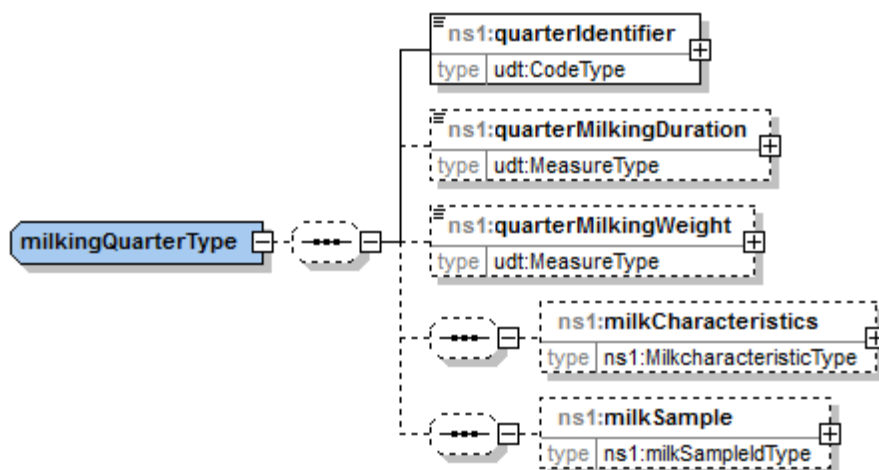 ns1:quarterIdentifier
type udt:CodeType
ns1:quarterMilkingDuration
type udt:MeasureType
milkingQuarterType
ns1:quarterMilkingWeight
type udt:MeasureType
ns1:milkCharacteristics
type ns1:MilkcharacteristicType
ns1:milkSample
type ns1:milkSampleIdType